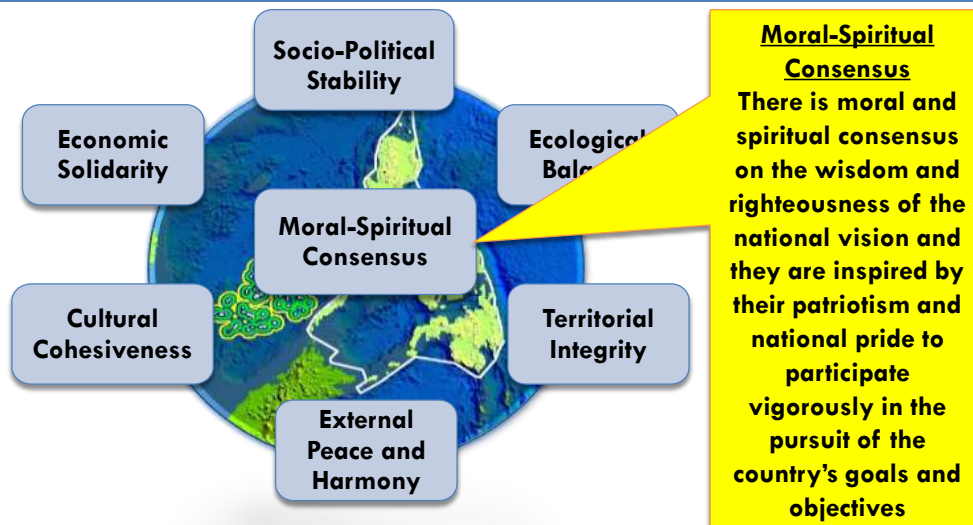 Socio-Political
Stability
Economic
Solidarity
Ecological
Moral-Spiritual
Consensus
Cultural
Cohesiveness
Territorial
Integrity
External
Peace and
Harmony
Moral-Spiritual
Consensus
There is moral and
spiritual consensus
on the wisdom and
righteousness of the
national vision and
they are inspired by
their patriotism and
national pride to
participate
vigorously in the
pursuit of the
country’s goals and
objectives